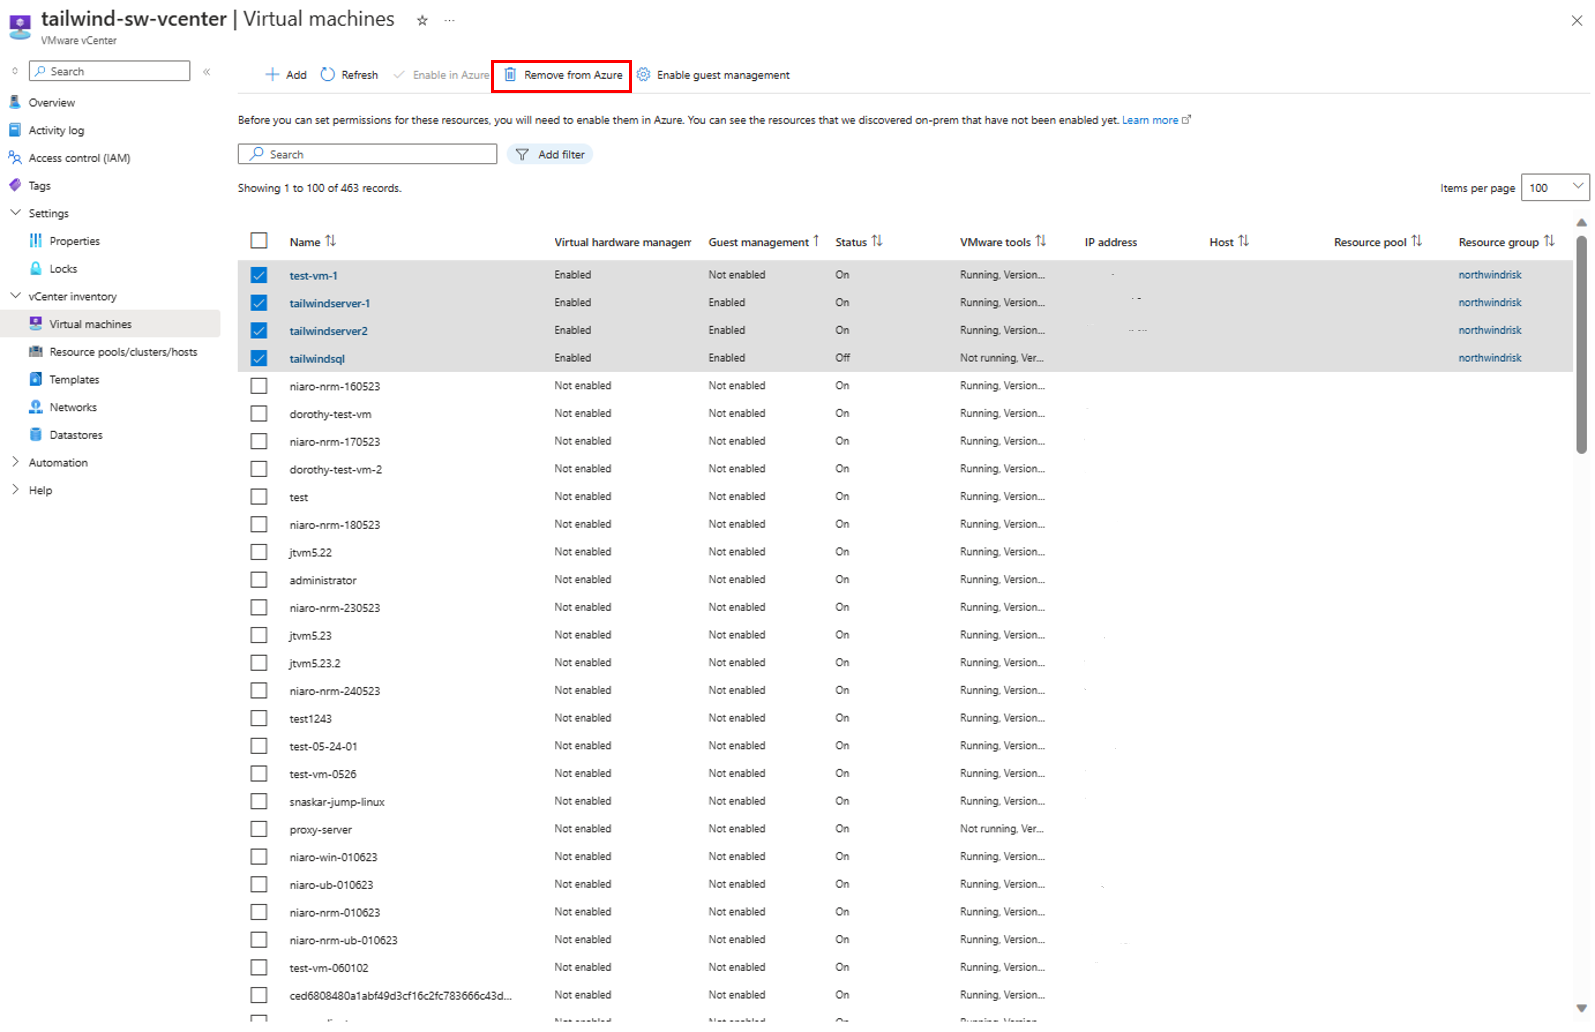 tailwind-sw-vcenter | Virtual machines
VMware vCenter
Search
Overview
Activity log
Access control (IAM)
Tags
Settings
Properties
Locks
vCenter inventory
Virtual machines
Resource pools/clusters/hosts
Templates
Networks
Datastores
Automation
Help
Add Refresh Enable in Azure Remove from Azure Enable guest management
Before you can set permissions for these resources, you will need to enable them in Azure. You can see the resources that we discovered on-prem that have not been enabled yet. Learn more
Search Add filter
Showing 1 to 100 of 463 records.
Items per page 100
Name Virtual hardware managem Guest management Status VMware tools IP address Host Resource pool Resource group
test-vm-1 Enabled Not enabled On Running, Version... northwindrisk
tailwindserver-1 Enabled Enabled On Running, Version... northwindrisk
tailwindserver2 Enabled Enabled On Running, Version... northwindrisk
tailwindsql Enabled Enabled Off Not running, Ver... northwindrisk
niaro-nrm-160523 Not enabled Not enabled On Running, Version...
dorothy-test-vm Not enabled Not enabled On Running, Version...
niaro-nrm-170523 Not enabled Not enabled On Running, Version...
dorothy-test-vm-2 Not enabled Not enabled On Running, Version...
test Not enabled Not enabled On Running, Version...
niaro-nrm-180523 Not enabled Not enabled On Running, Version...
jtvm5.22 Not enabled Not enabled On Running, Version...
administrator Not enabled Not enabled On Running, Version...
niaro-nrm-230523 Not enabled Not enabled On Running, Version...
jtvm5.23 Not enabled Not enabled On Running, Version...
jtvm5.23.2 Not enabled Not enabled On Running, Version...
niaro-nrm-240523 Not enabled Not enabled On Running, Version...
test1243 Not enabled Not enabled On Running, Version...
test-05-24-01 Not enabled Not enabled On Running, Version...
test-vm-0526 Not enabled Not enabled On Running, Version...
snaskar-jump-linux Not enabled Not enabled On Running, Version...
proxy-server Not enabled Not enabled On Not running, Ver...
niaro-win-010623 Not enabled Not enabled On Running, Version...
niaro-ub-010623 Not enabled Not enabled On Running, Version...
niaro-nrm-010623 Not enabled Not enabled On Running, Version...
niaro-nrm-ub-010623 Not enabled Not enabled On Running, Version...
test-vm-060102 Not enabled Not enabled On Running, Version...
ced6808480a1abf49d3cf16c2fc783666c43d... Not enabled Not enabled On Running, Version...